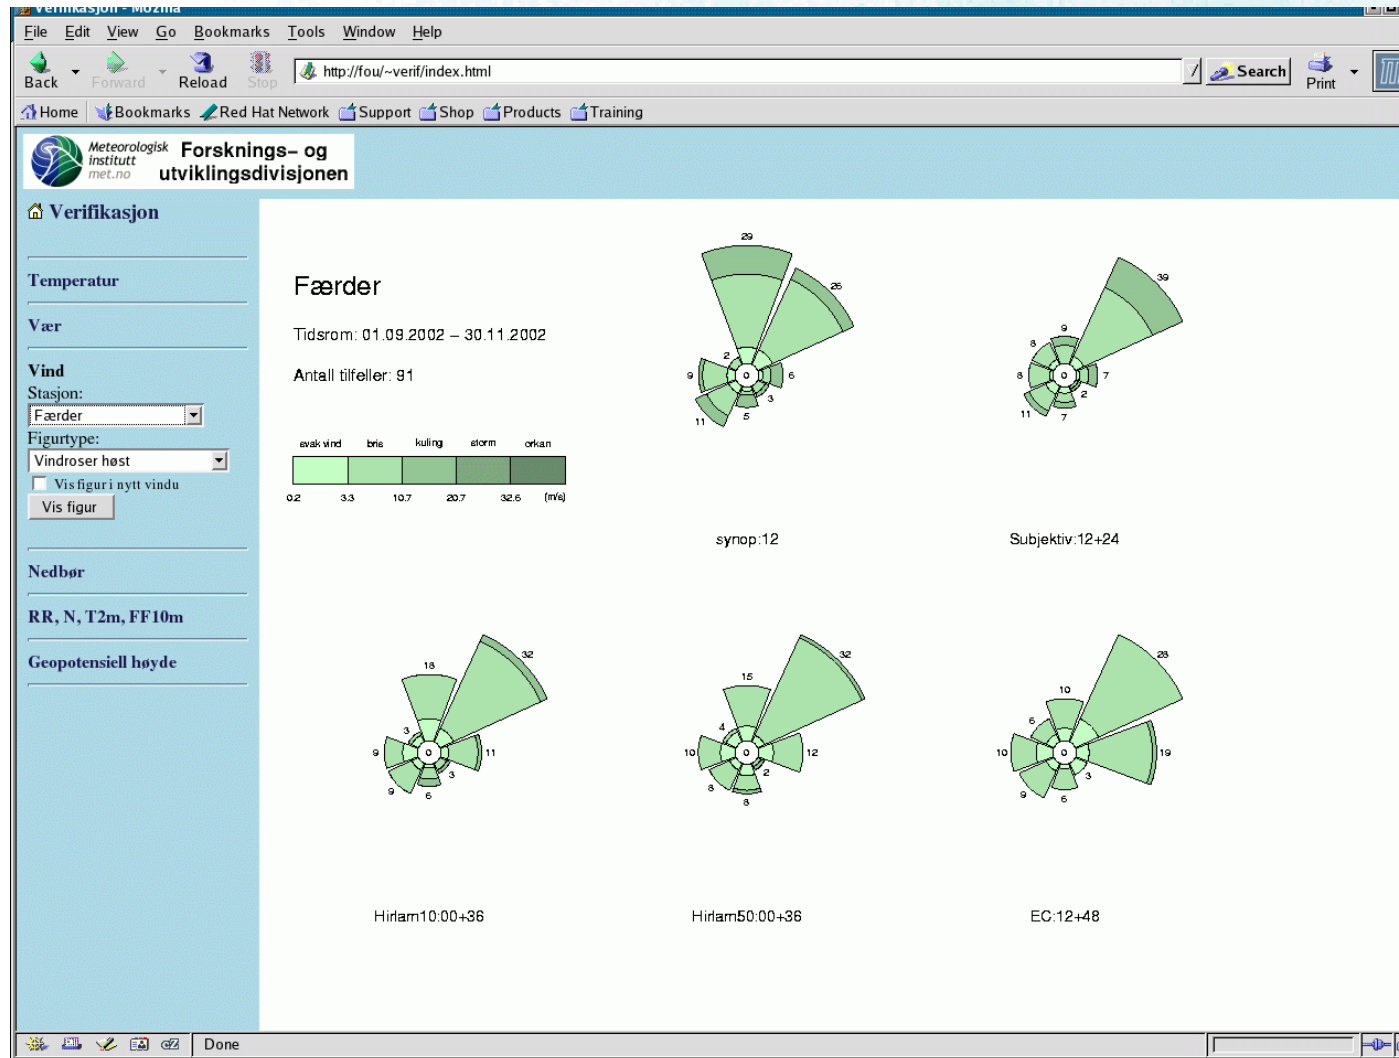 Verifikasjon - Mozilla
File Edit View Go Bookmarks Tools Window Help
Back Forward Reload Stop http://fou/~verif/index.html Search Print
Home Bookmarks Red Hat Network Support Shop Products Training
Meteorologisk institutt met.no
Forsknings- og
utviklingsdivisjonen
Verifikasjon
Temperatur
Vær
Vind
Stasjon:
Færder
Figurtype:
Vindroser høst
Vis figur i nytt vindu
Vis figur
Nedbør
RR, N, T2m, FF10m
Geopotensiell høyde
Færder
Tidsrom: 01.09.2002 – 30.11.2002
Antall tilfeller: 91
svak vind bris kuling storm orkan
0.2 3.3 10.7 20.7 32.6 (m/s)
29
26
2
9 0 6
3
11 5
synop:12
39
9
8
8 0 7
2
11 7
Subjektiv:12+24
32
18
3
9 0 11
3
9 6
Hirlam10:00+36
32
15
4
10 0 12
2
8 8
Hirlam50:00+36
28
10
6
10 0 19
3
9 6
EC:12+48
Done